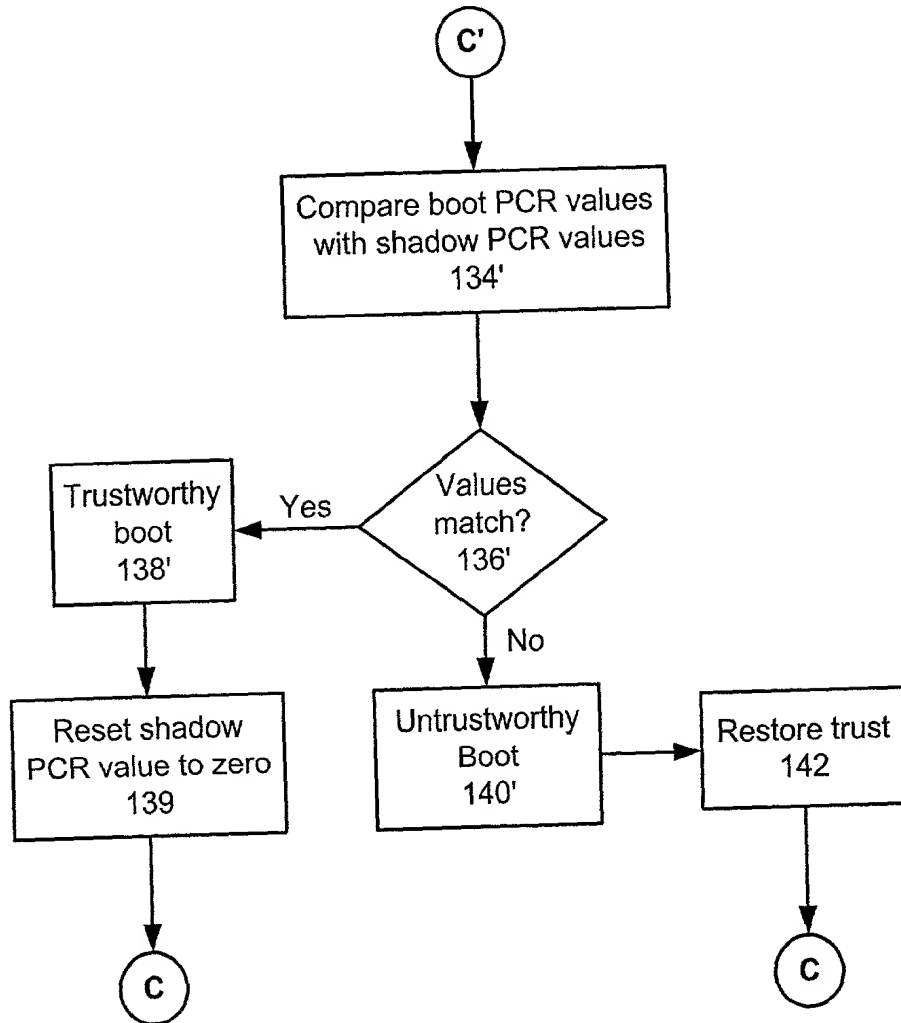 C'
Compare boot PCR values
with shadow PCR values
134'
Values
match?
136'
Yes
Trustworthy
boot
138'
No
Reset shadow
PCR value to zero
139
Untrustworthy
Boot
140'
Restore trust
142
C
C